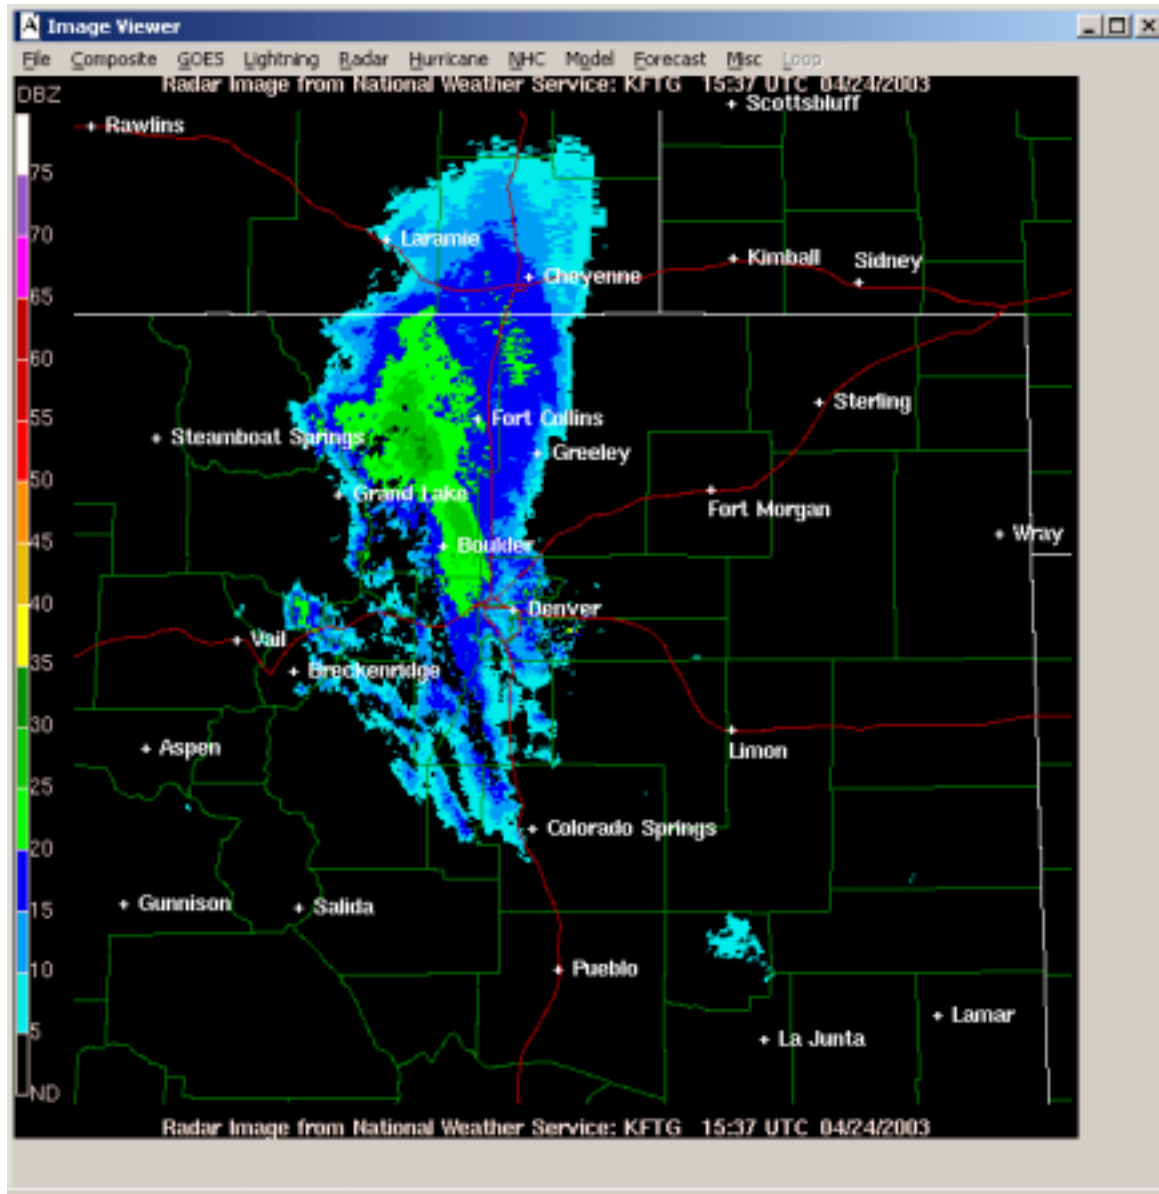 Image Viewer
File Composite GOES Lightning Radar Hurricane NHC Model Forecast Misc Loop
Radar Image from National Weather Service: KFTG 15:37 UTC 04/24/2003
DBZ
Scottsbluff
Rawlins
75
70
Laramie
Kimball
Sidney
Cheyenne
65
60
55
Sterling
Fort Collins
Steamboat Springs
Greeley
50
Grand Lake
Fort Morgan
Wray
45
Boulder
40
Denver
Vail
35
Breckenridge
30
Aspen
Limon
25
Colorado Springs
20
Gunnison
Salida
15
10
Pueblo
Lamar
5
La Junta
ND
Radar Image from National Weather Service: KFTG 15:37 UTC 04/24/2003